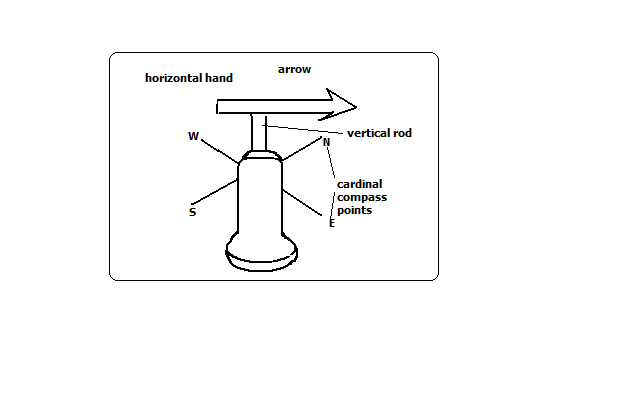 arrow
horizontal hand
W
vertical rod
N
cardinal
compass
points
S
E